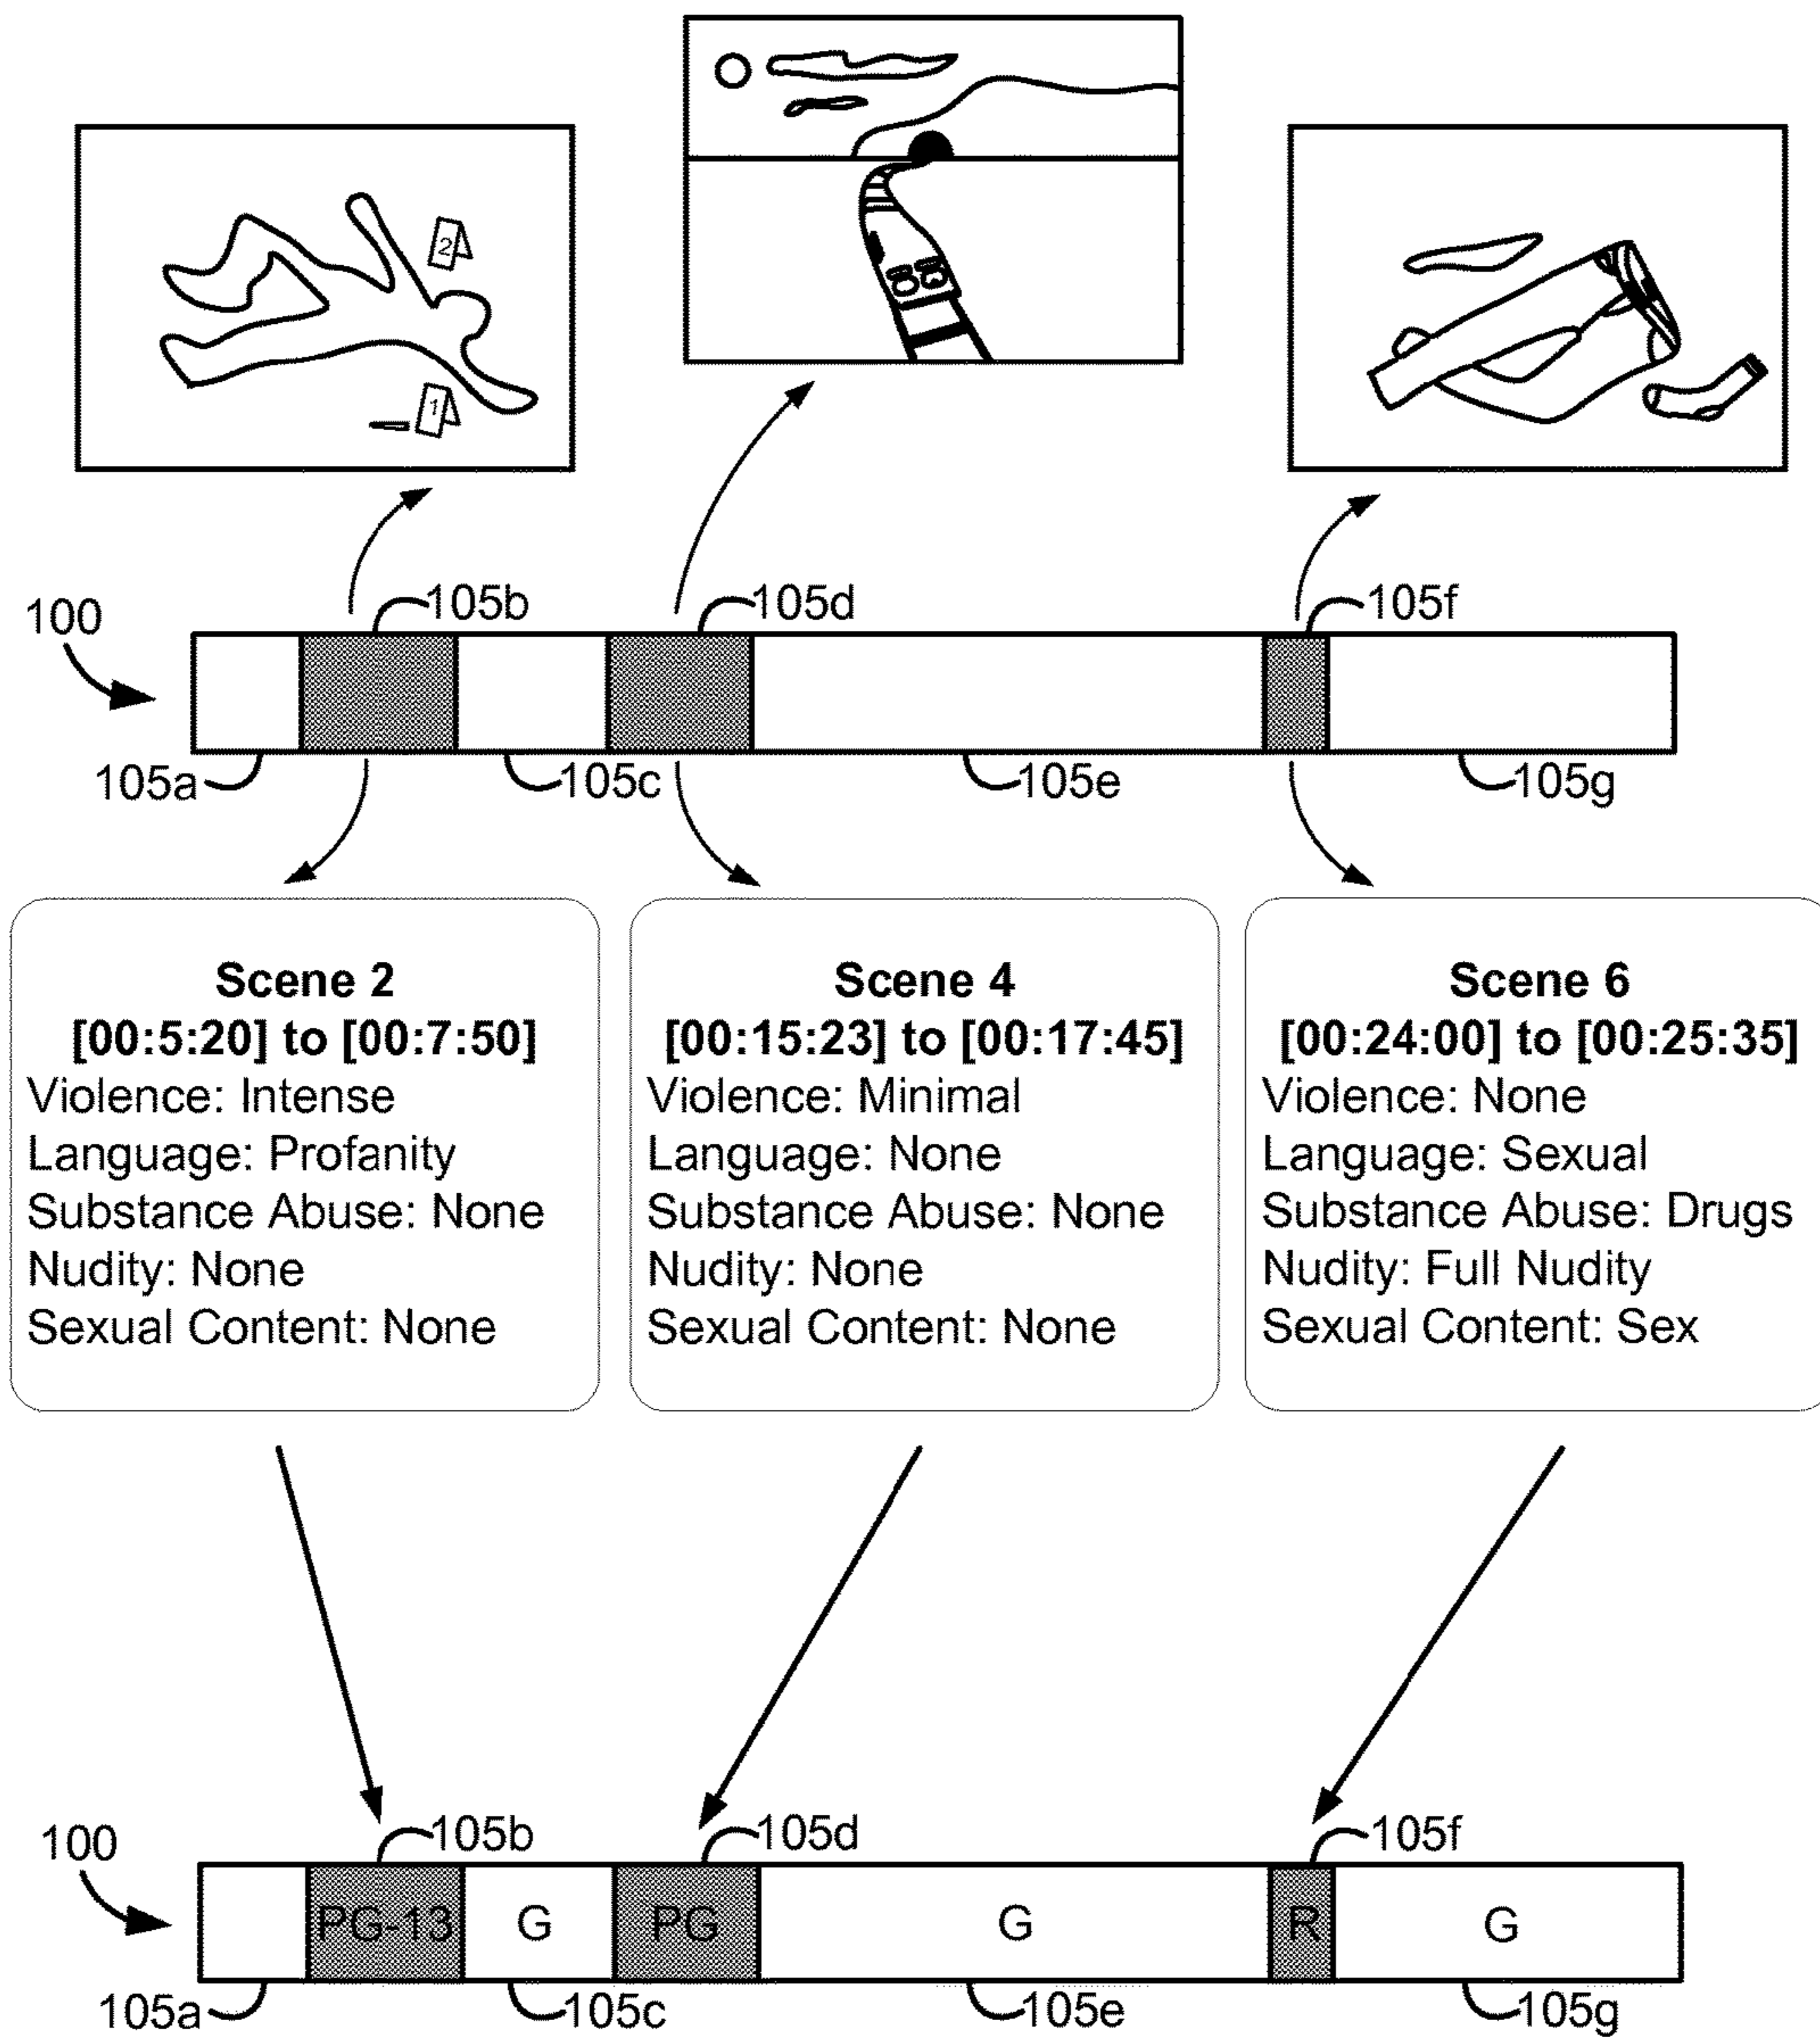 2
1
100
105b
105d
105f
105a
105c
105e
105g
Scene 2
[00:5:20] to [00:7:50]
Violence: Intense
Language: Profanity
Substance Abuse: None
Nudity: None
Sexual Content: None
Scene 4
[00:15:23] to [00:17:45]
Violence: Minimal
Language: None
Substance Abuse: None
Nudity: None
Sexual Content: None
Scene 6
[00:24:00] to [00:25:35]
Violence: None
Language: Sexual
Substance Abuse: Drugs
Nudity: Full Nudity
Sexual Content: Sex
100
105b
105d
105f
PG-13
G
PG
G
R
G
105a
105c
105e
105g